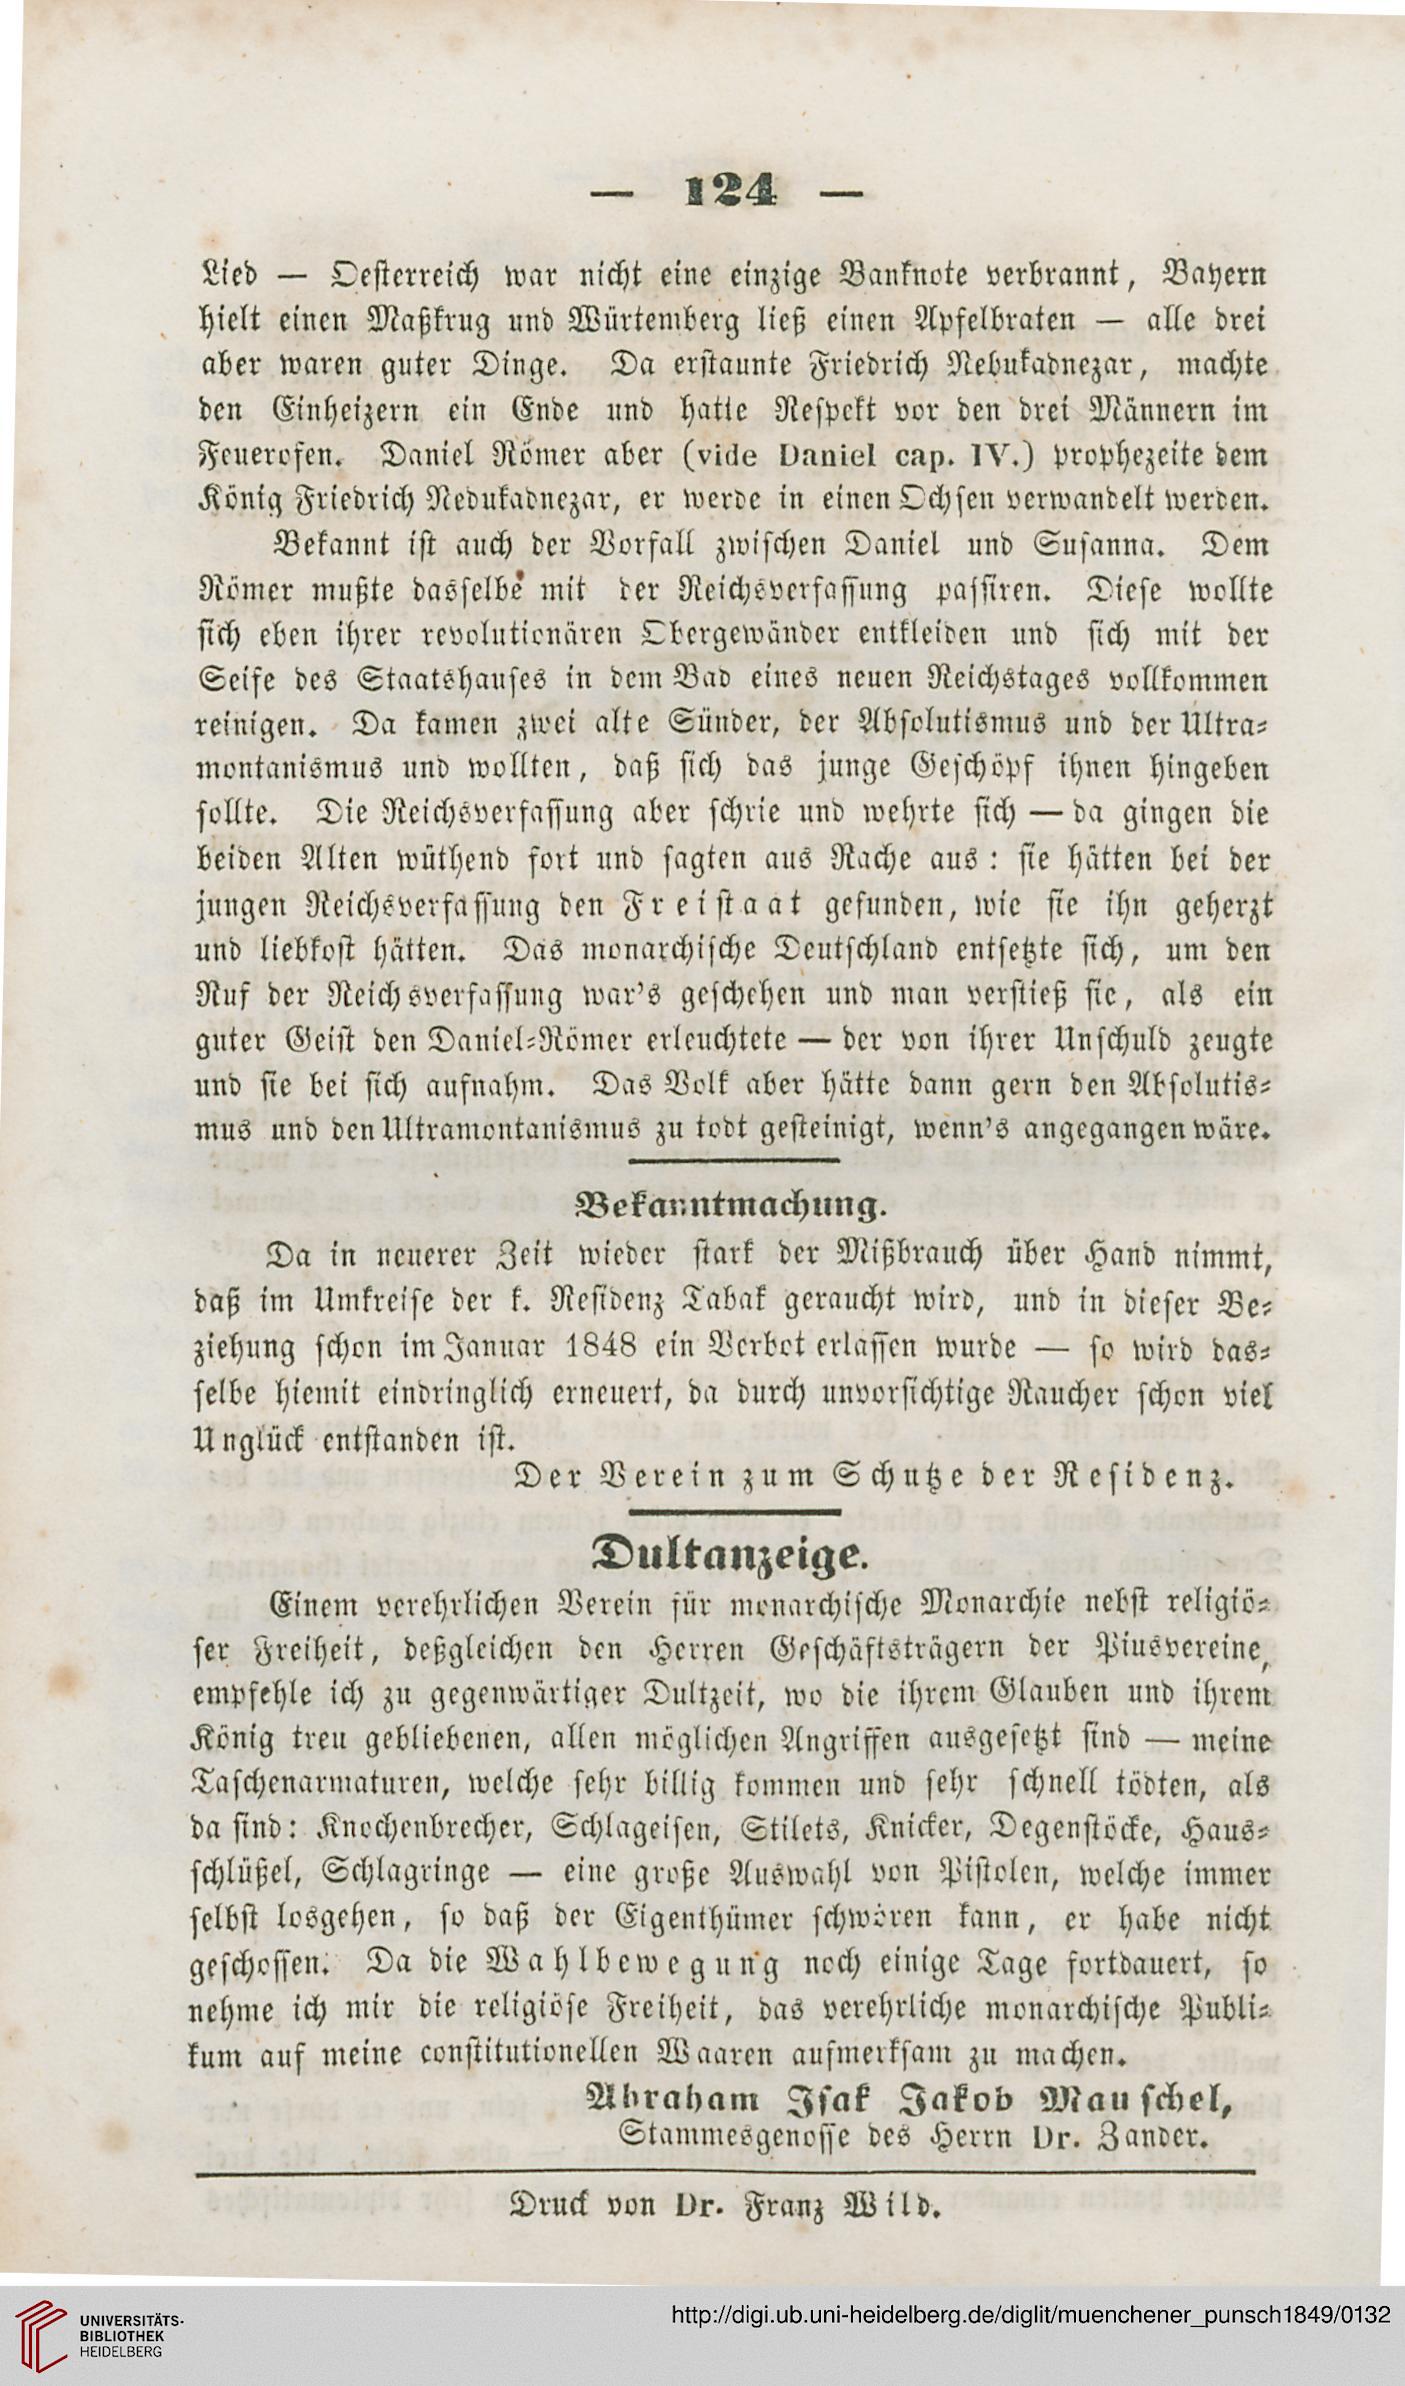 — 124 —
Lied — Oesterreich war nicht eine einzige Banknote verbrannt, Bayern
hielt einen Maßkrug und Würtemberg ließ einen Apfelbraten — alle drei
aber waren guter Dinge. Da erstaunte Friedrich Nebukadnezar, machte
den Einheizern ein Ende und hatte Respekt vor den drei Männern im
Feuerofen. Daniel Römer aber (vide Daniel cap. IV.) prophezeite dem
König Friedrich Nedukadnezar, er werde in einen Ochsen verwandelt werden.
Bekannt ist auch der Vorfall zwischen Daniel und Susanna. Dem
Römer mußte dasselbe mit der Reichsverfassung passiren. Diese wollte
sich eben ihrer revolutionären Obergewänder entkleiden und sich mit der
Seife des Staatshauses in dem Bad eines neuen Reichstages vollkommen
reinigen. Da kamen zwei alte Sünder, der Absolutismus und der Ultra-
montanismus und wollten, daß sich das junge Geschöpf ihnen hingeben
sollte. Die Reichsverfassung aber schrie und wehrte sich — da gingen die
beiden Alten wüthend fort und sagten aus Rache aus: sie hätten bei der
jungen Reichsverfassung den Freistaat gefunden, wie sie ihn geherzt
und liebkost hätten. Das monarchische Deutschland entsetzte sich, um den
Ruf der Reichsverfassung war's geschehen und man verstieß sie, als ein
guter Geist den Daniel-Römer erleuchtete — der von ihrer Unschuld zeugte
und sie bei sich aufnahm. Das Volk aber hätte dann gern den Absolutis-
mus und den Ultramontanismus zu todt gesteinigt, wenn's angegangen wäre.
Bekanntmachung.
Da in neuerer Zeit wieder stark der Mißbrauch über Hand nimmt,
daß im Umkreise der k. Residenz Tabak geraucht wird, und in dieser Be-
ziehung schon im Januar 1848 ein Verbot erlassen wurde — so wird das-
selbe hiemit eindringlich erneuert, da durch unvorsichtige Raucher schon viel
Unglück entstanden ist.
Der Verein zum Schutze der Residenz.
Dultanzeige.
Einem verehrlichen Verein für monarchische Monarchie nebst religiö-
ser Freiheit, deßgleichen den Herren Geschäftsträgern der Piusvereine,
empfehle ich zu gegenwärtiger Dultzeit, wo die ihrem Glauben und ihrem
König treu gebliebenen, allen möglichen Angriffen ausgesetzt sind — meine
Taschenarmaturen, welche sehr billig kommen und sehr schnell tödten, als
da sind: Knochenbrecher, Schlageisen, Stilets, Knicker, Degenstöcke, Haus-
schlüßel, Schlagringe — eine große Auswahl von Pistolen, welche immer
selbst losgehen, so daß der Eigenthümer schwören kann, er habe nicht
geschossen. Da die Wahlbewegung noch einige Tage fortdauert, so
nehme ich mir die religiöse Freiheit, das verehrliche monarchische Publi-
kum auf meine constitutionellen Waaren aufmerksam zu machen.
Abraham Isak Jakob Mauschel,
Stammesgenosse des Herrn Dr. Zander.
Druck von Dr. Franz Wild.
UNIVERSITÄTS-
BIBLIOTHEK
HEIDELBERG
http://digi.ub.uni-heidelberg.de/diglit/muenchener_punsch1849/0132